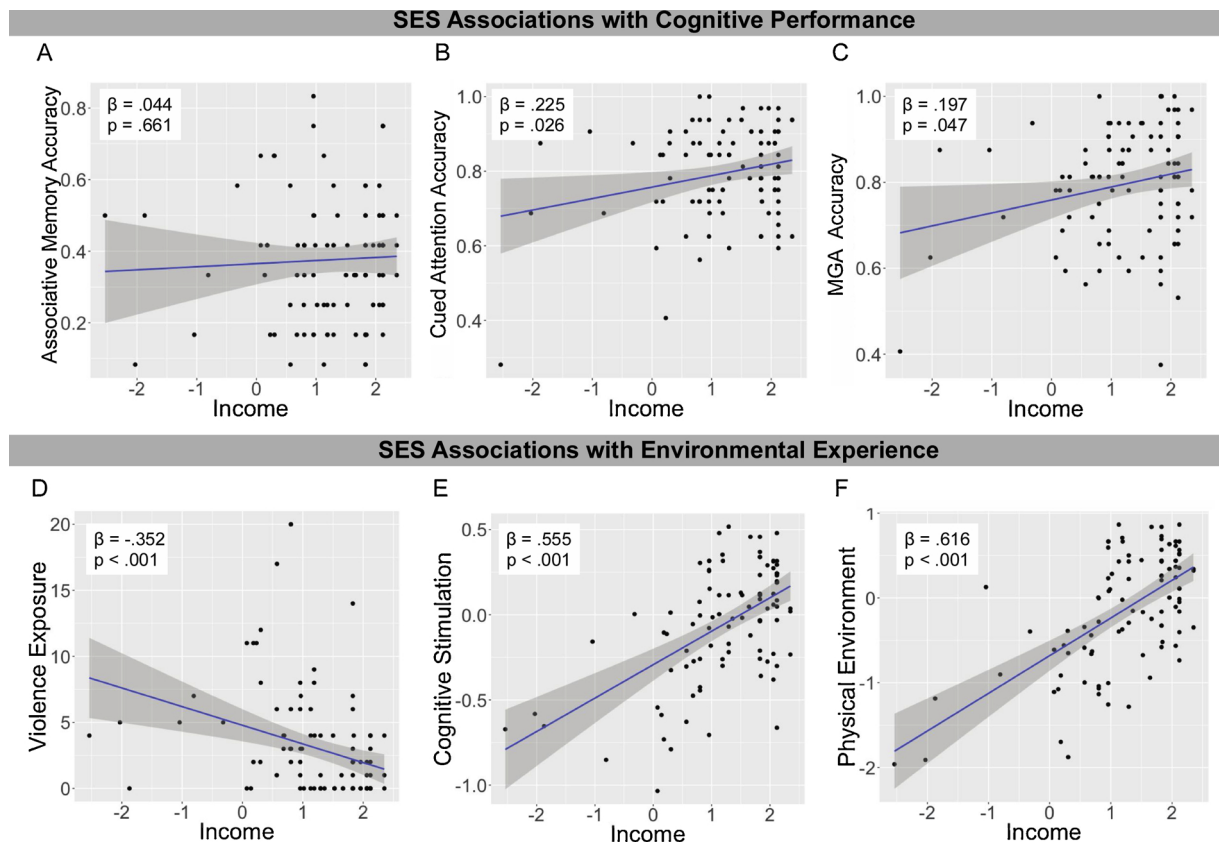 SES Associations with Cognitive Performance
A
β = .044
p = .661
Associative Memory Accuracy
0.8
0.6
0.4
0.2
-2 -1 0 1 2
Income
B
β = .225
p = .026
Cued Attention Accuracy
1.0
0.8
0.6
0.4
-2 -1 0 1 2
Income
C
β = .197
p = .047
MGA Accuracy
1.0
0.8
0.6
0.4
-2 -1 0 1 2
Income
SES Associations with Environmental Experience
D
β = -.352
p < .001
Violence Exposure
20
15
10
5
0
-2 -1 0 1 2
Income
E
β = .555
p < .001
Cognitive Stimulation
0.5
0.0
-0.5
-1.0
-2 -1 0 1 2
Income
F
β = .616
p < .001
Physical Environment
1
0
-1
-2
-2 -1 0 1 2
Income